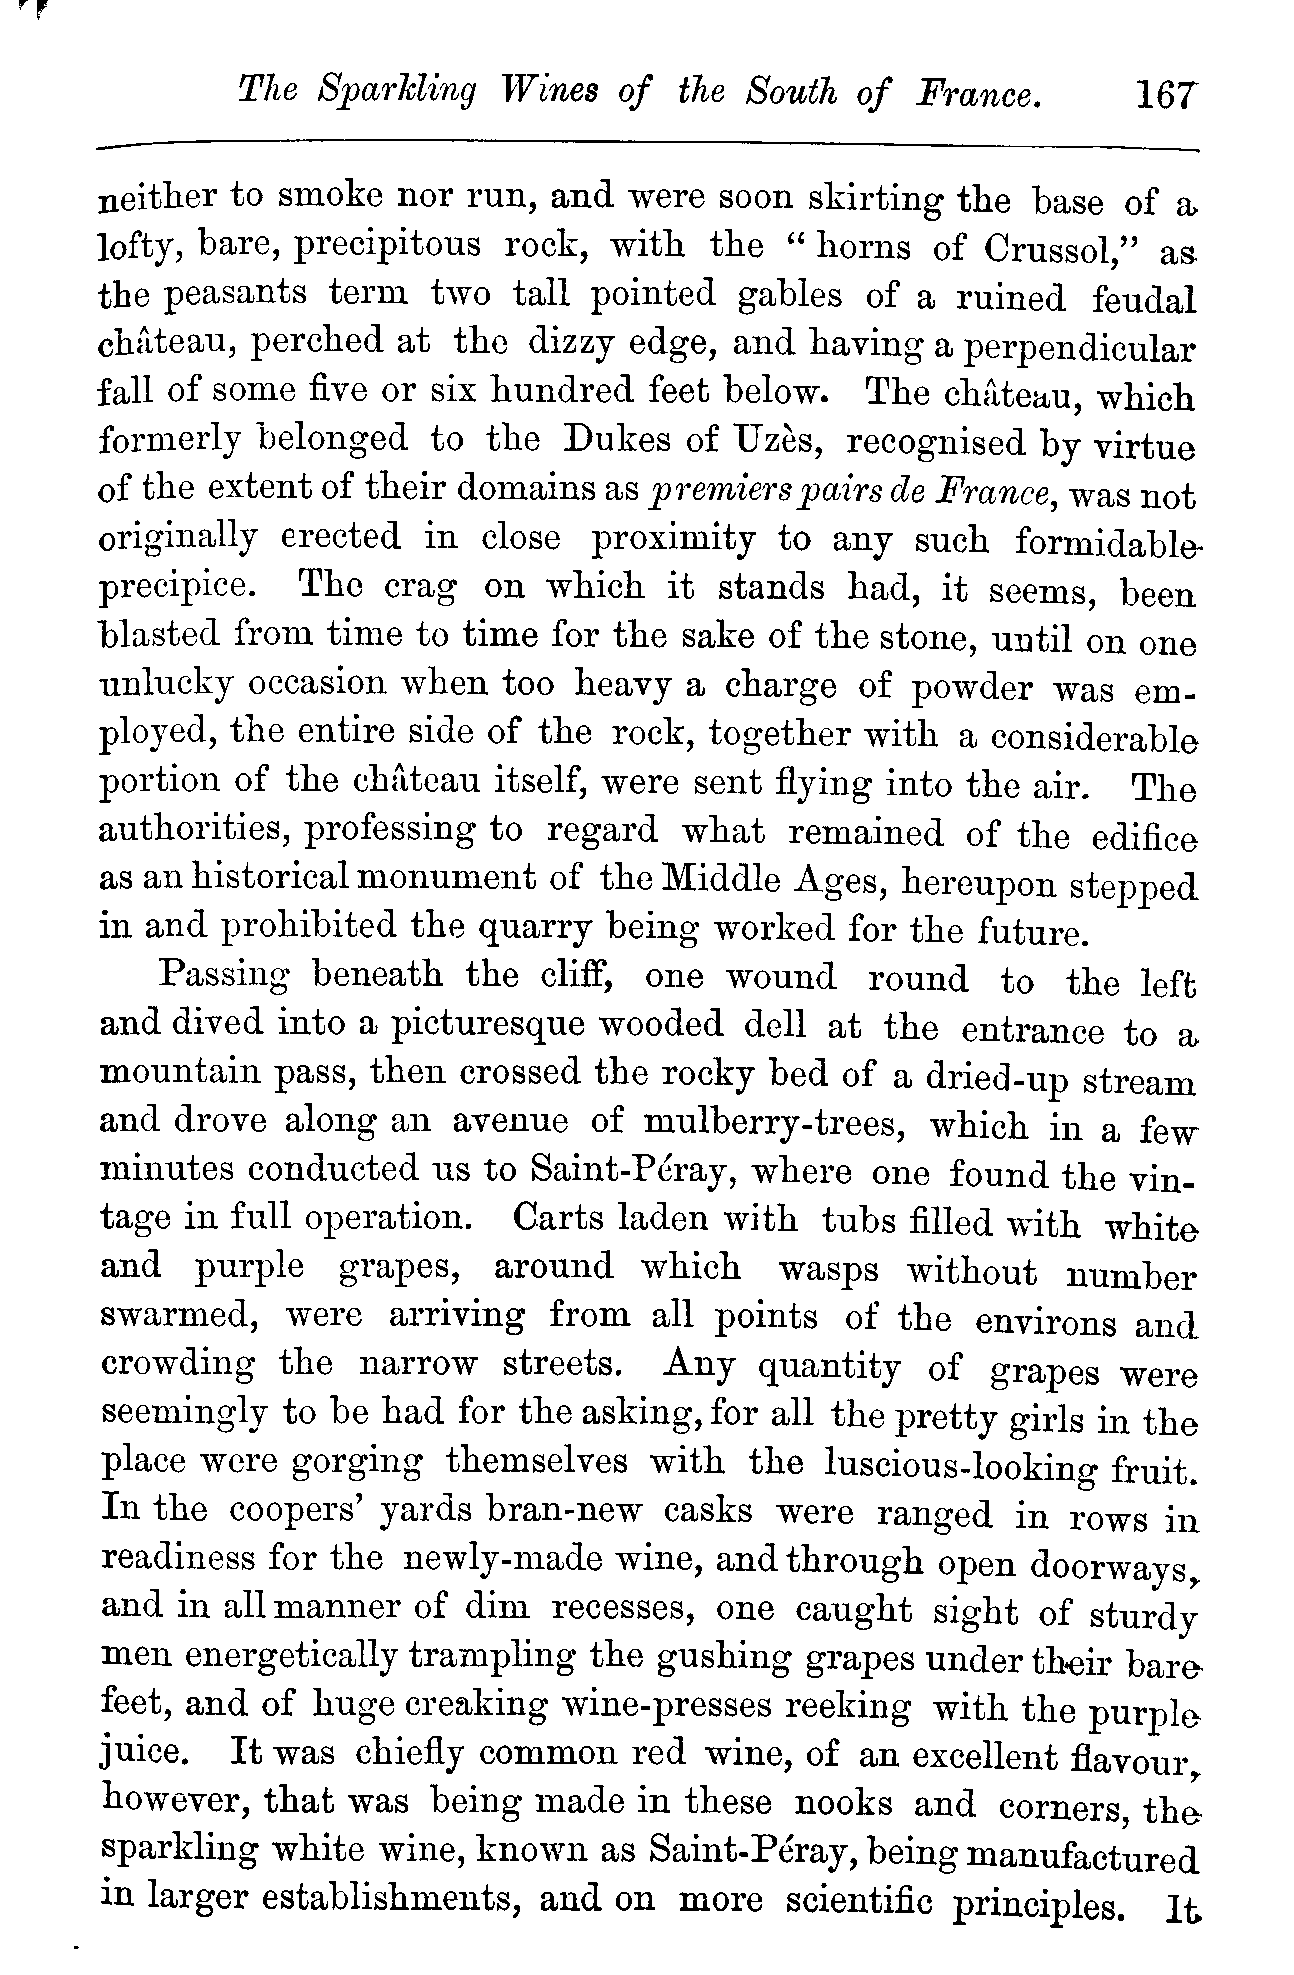 The Sparkling Wines of the South of France. 167
neither to smoke nor run, and were soon skirting the base of a
lofty, bare, precipitous rock, with the “horns of Crussol,” as
the peasants term two tall pointed gables of a ruined feudal
château, perched at the dizzy edge, and having a perpendicular
fall of some five or six hundred feet below. The château, which
formerly belonged to the Dukes of Uzès, recognised by virtue
of the extent of their domains as premiers pairs de France, was not
originally erected in close proximity to any such formidable
precipice. The crag on which it stands had, it seems, been
blasted from time to time for the sake of the stone, until on one
unlucky occasion when too heavy a charge of powder was em-
ployed, the entire side of the rock, together with a considerable
portion of the château itself, were sent flying into the air. The
authorities, professing to regard what remained of the edifice
as an historical monument of the Middle Ages, hereupon stepped
in and prohibited the quarry being worked for the future.
Passing beneath the cliff, one wound round to the left
and dived into a picturesque wooded dell at the entrance to a
mountain pass, then crossed the rocky bed of a dried-up stream
and drove along an avenue of mulberry-trees, which in a few
minutes conducted us to Saint-Péray, where one found the vin-
tage in full operation. Carts laden with tubs filled with white
and purple grapes, around which wasps without number
swarmed, were arriving from all points of the environs and
crowding the narrow streets. Any quantity of grapes were
seemingly to be had for the asking, for all the pretty girls in the
place were gorging themselves with the luscious-looking fruit.
In the coopers’ yards bran-new casks were ranged in rows in
readiness for the newly-made wine, and through open doorways,
and in all manner of dim recesses, one caught sight of sturdy
men energetically trampling the gushing grapes under their bare
feet, and of huge creaking wine-presses reeking with the purple
juice. It was chiefly common red wine, of an excellent flavour,
however, that was being made in these nooks and corners, the
sparkling white wine, known as Saint-Péray, being manufactured
in larger establishments, and on more scientific principles. It